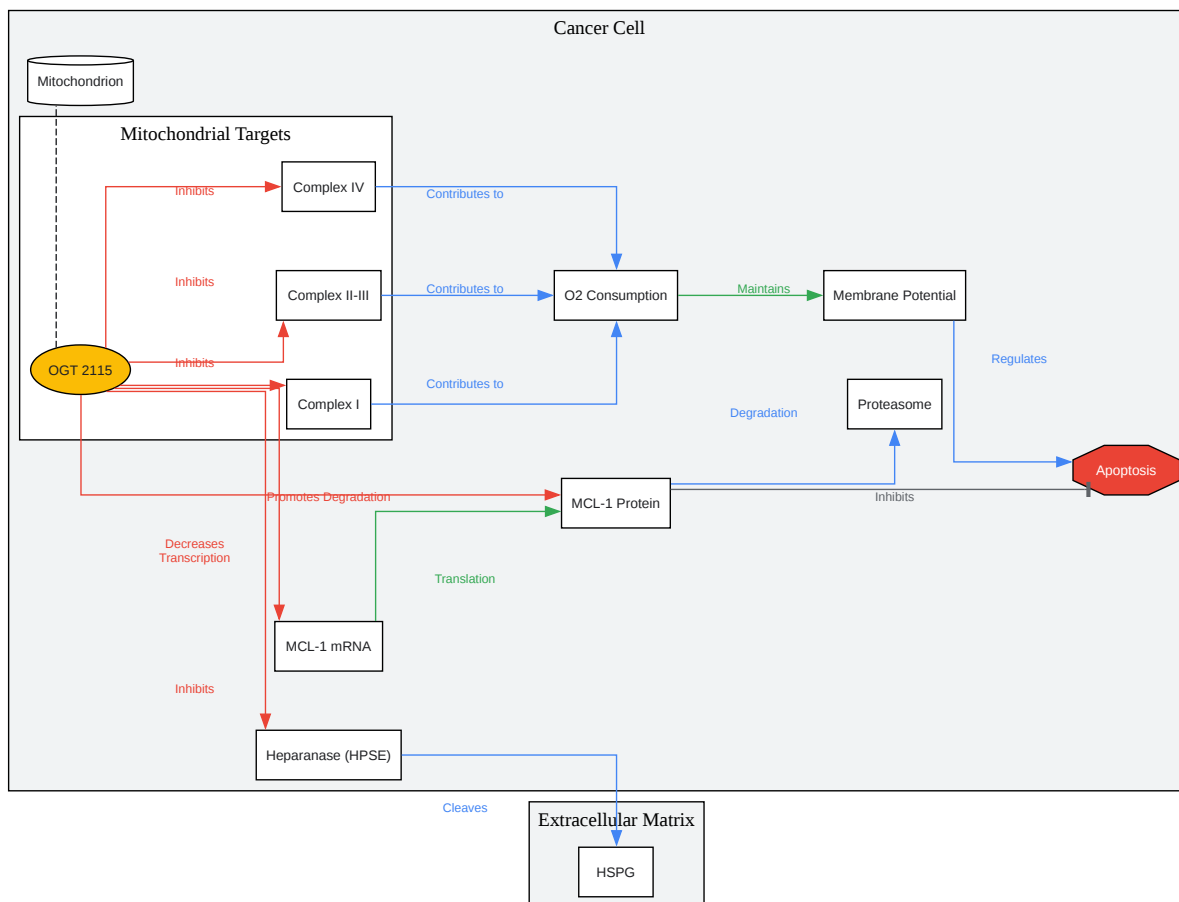 Cancer Cell
Mitochondrion
Mitochondrial Targets
Complex IV
Inhibits
Contributes to
Inhibits
Complex II-III
Contributes to
O2 Consumption
Maintains
Membrane Potential
OGT 2115
Inhibits
Regulates
Complex I
Contributes to
Proteasome
Degradation
Apoptosis
Promotes Degradation
MCL-1 Protein
Inhibits
Decreases
Transcription
Translation
MCL-1 mRNA
Inhibits
Heparanase (HPSE)
Cleaves
Extracellular Matrix
HSPG